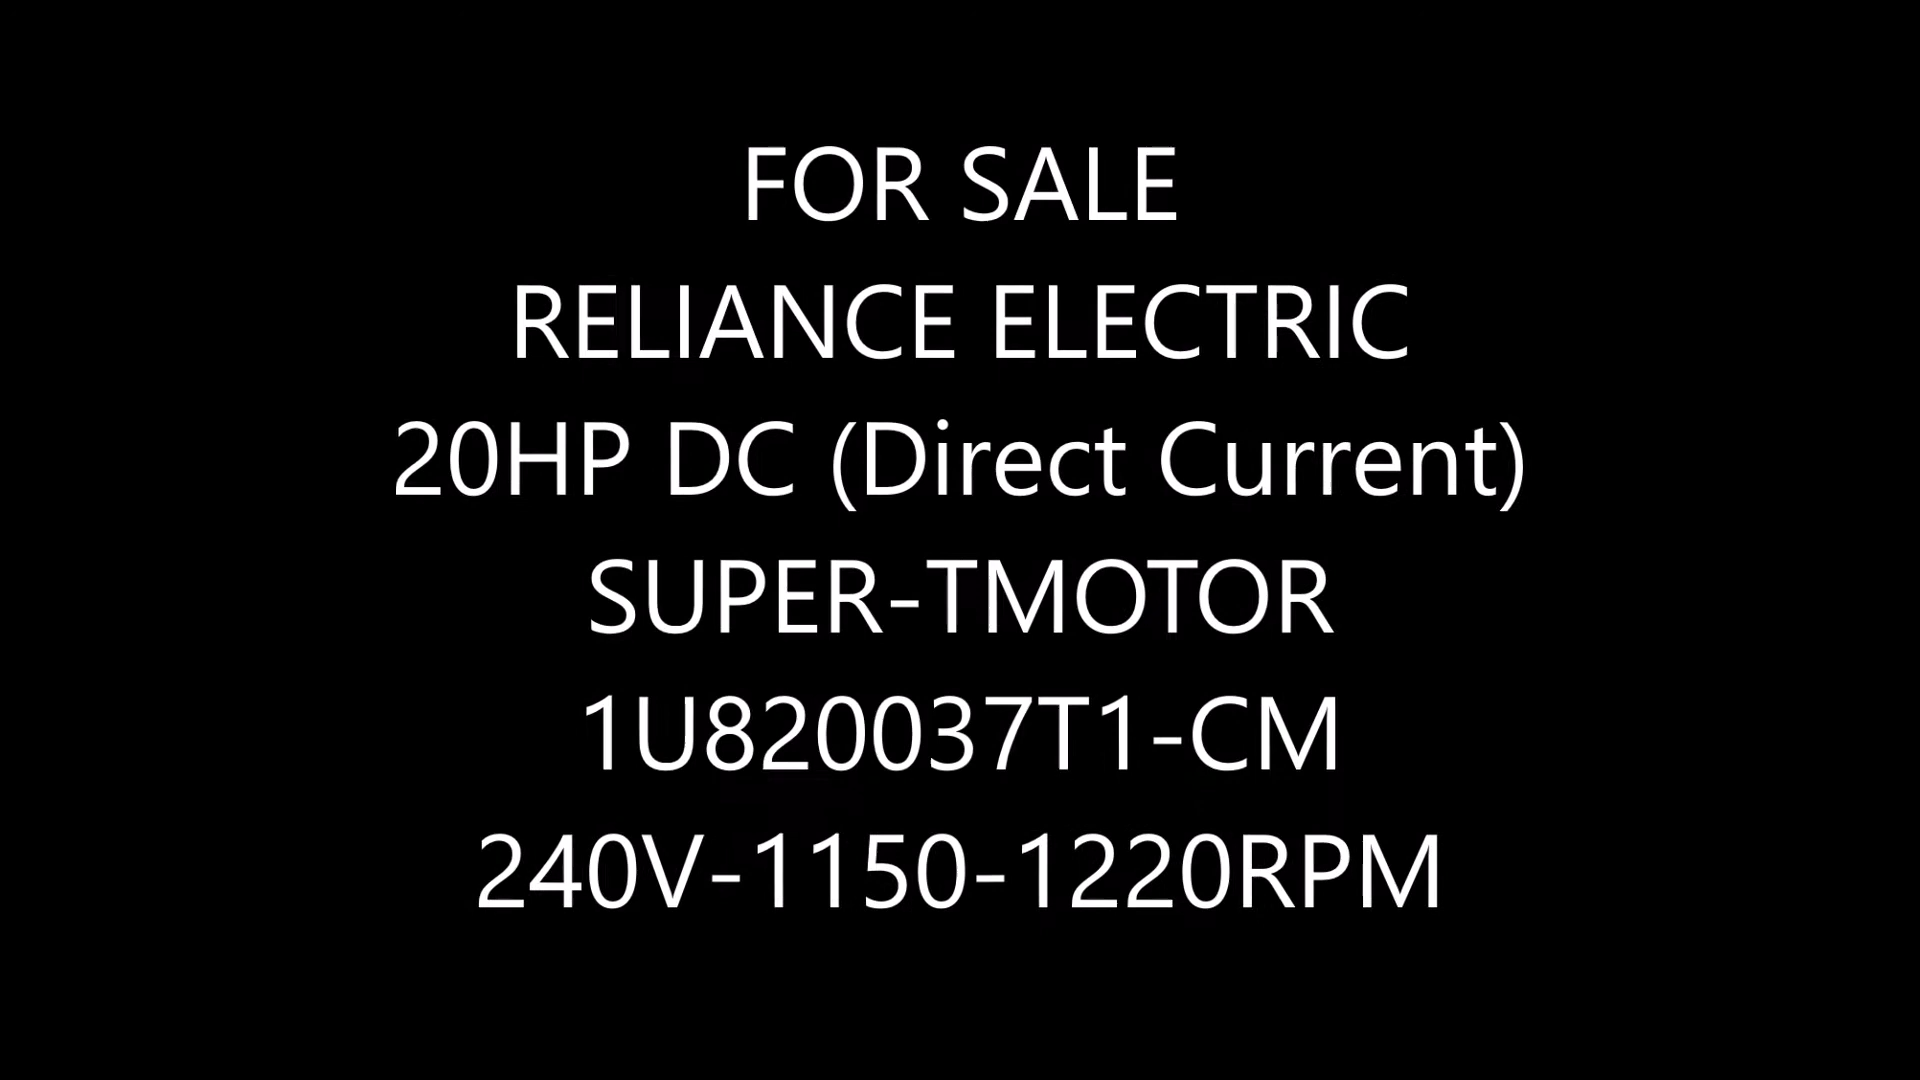 FOR SALE
RELIANCE ELECTRIC
20HP DC (Direct Current)
SUPER-TMOTOR
1U820037T1-CM
240V-1150-1220RPM